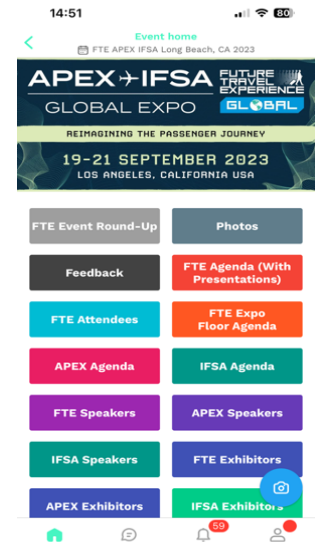 14:51
80
Event home
FTE APEX IFSA Long Beach, CA 2023
APEX IFSA
GLOBAL EXPO
FUTURE
TRAVEL
EXPERIENCE
GLOBAL
REIMAGINING THE PASSENGER JOURNEY
19-21 SEPTEMBER 2023
LOS ANGELES, CALIFORNIA USA
FTE Event Round-Up
Photos
Feedback
FTE Agenda (With
Presentations)
FTE Attendees
FTE Expo
Floor Agenda
APEX Agenda
IFSA Agenda
FTE Speakers
APEX Speakers
IFSA Speakers
FTE Exhibitors
APEX Exhibitors
IFSA Exhibitors
59